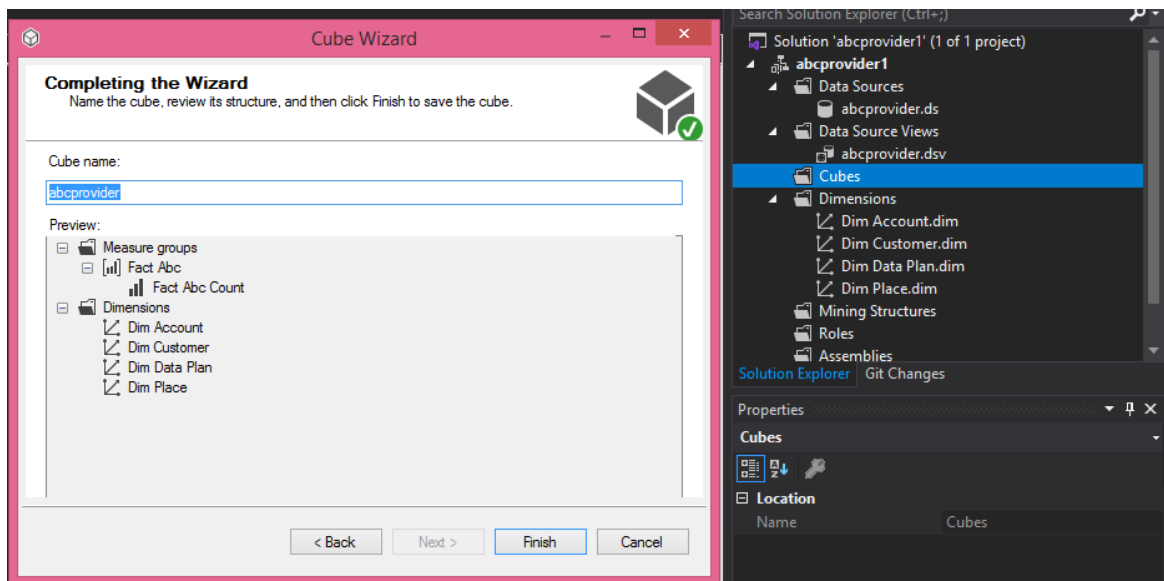 Cube Wizard
Completing the Wizard
Name the cube, review its structure, and then click Finish to save the cube.
Cube name:
abcprovider
Preview:
Measure groups
Fact Abc
Fact Abc Count
Dimensions
Dim Account
Dim Customer
Dim Data Plan
Dim Place
< Back
Next >
Finish
Cancel
Search Solution Explorer (Ctrl+;)
Solution 'abcprovider1' (1 of 1 project)
abcprovider1
Data Sources
abcprovider.ds
Data Source Views
abcprovider.dsv
Cubes
Dimensions
Dim Account.dim
Dim Customer.dim
Dim Data Plan.dim
Dim Place.dim
Mining Structures
Roles
Assemblies
Solution Explorer Git Changes
Properties
Cubes
Location
Name Cubes